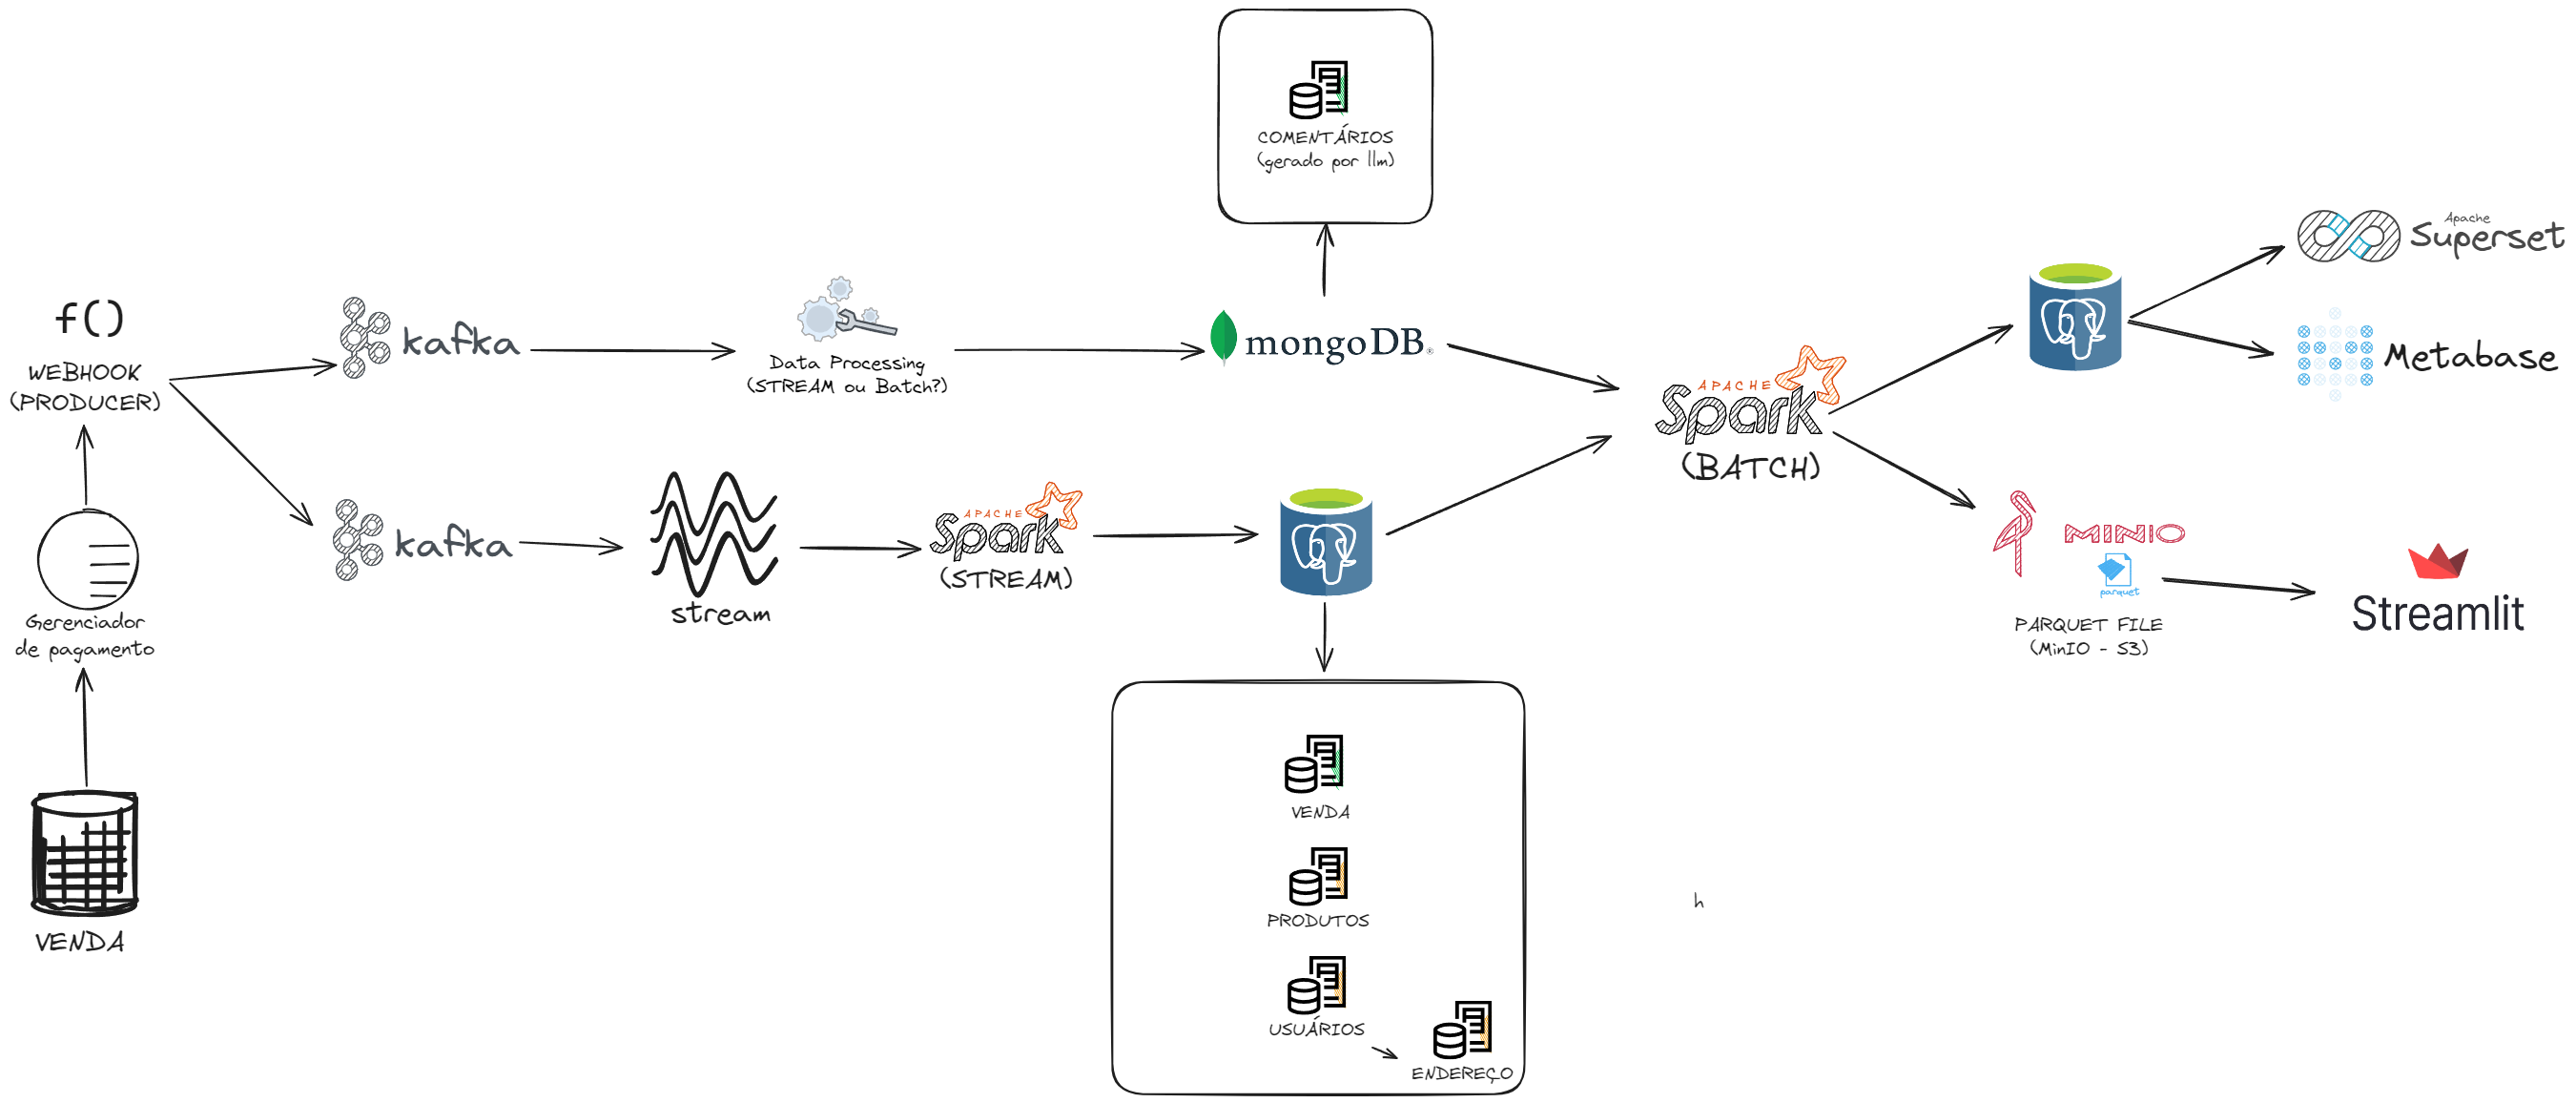 COMENTÁRIOS
(gerado por llm)
f()
WEBHOOK
(PRODUCER)
kafka
Data Processing
(STREAM ou Batch?)
mongoDB®
APACHE
Spark
(BATCH)
Apache
Superset
Metabase
Gerenciador
de pagamento
VENDA
kafka
stream
APACHE
Spark
(STREAM)
MINIO
parquet
PARQUET FILE
(MinIO - S3)
Streamlit
VENDA
PRODUTOS
USUÁRIOS
ENDEREÇO
h